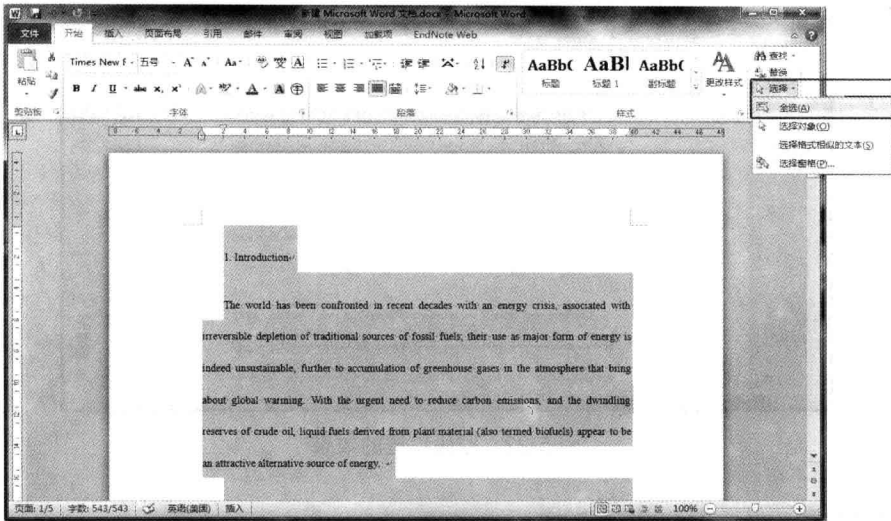 新建 Microsoft Word 文档.docx - Microsoft Word
文件 开始 插入 页面布局 引用 邮件 审阅 视图 加载项 EndNote Web
Times New F 五号
粘贴
B I U abc x, x²
AaBb( AaBl AaBb(
标题 标题 1 副标题
更改样式
查找
替换
选择
剪贴板 字体 段落 样式
全选(A)
选择对象(O)
选择格式相似的文本(S)
选择窗格(P)...
1. Introduction
The world has been confronted in recent decades with an energy crisis, associated with
irreversible depletion of traditional sources of fossil fuels; their use as major form of energy is
indeed unsustainable, further to accumulation of greenhouse gases in the atmosphere that bring
about global warming. With the urgent need to reduce carbon emissions, and the dwindling
reserves of crude oil, liquid fuels derived from plant material (also termed biofuels) appear to be
an attractive alternative source of energy.
页面: 1/5 字数: 543/543 英语(美国) 插入 100%